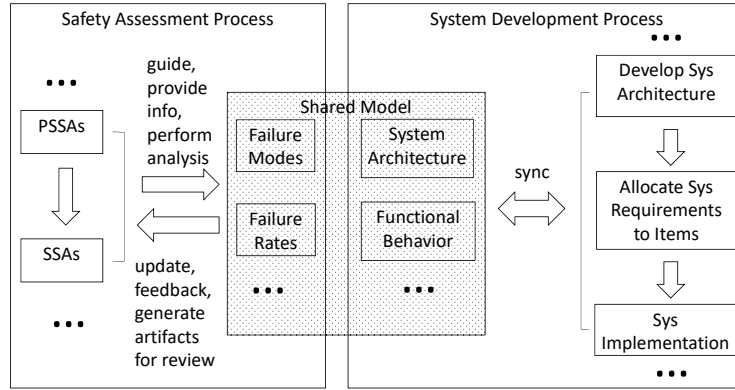 Safety Assessment Process
System Development Process
PSSAs
SSAs
guide,
provide
info,
perform
analysis
update,
feedback,
generate
artifacts
for review
Shared Model
Failure
Modes
Failure
Rates
System
Architecture
Functional
Behavior
sync
Develop Sys
Architecture
Allocate Sys
Requirements
to Items
Sys
Implementation